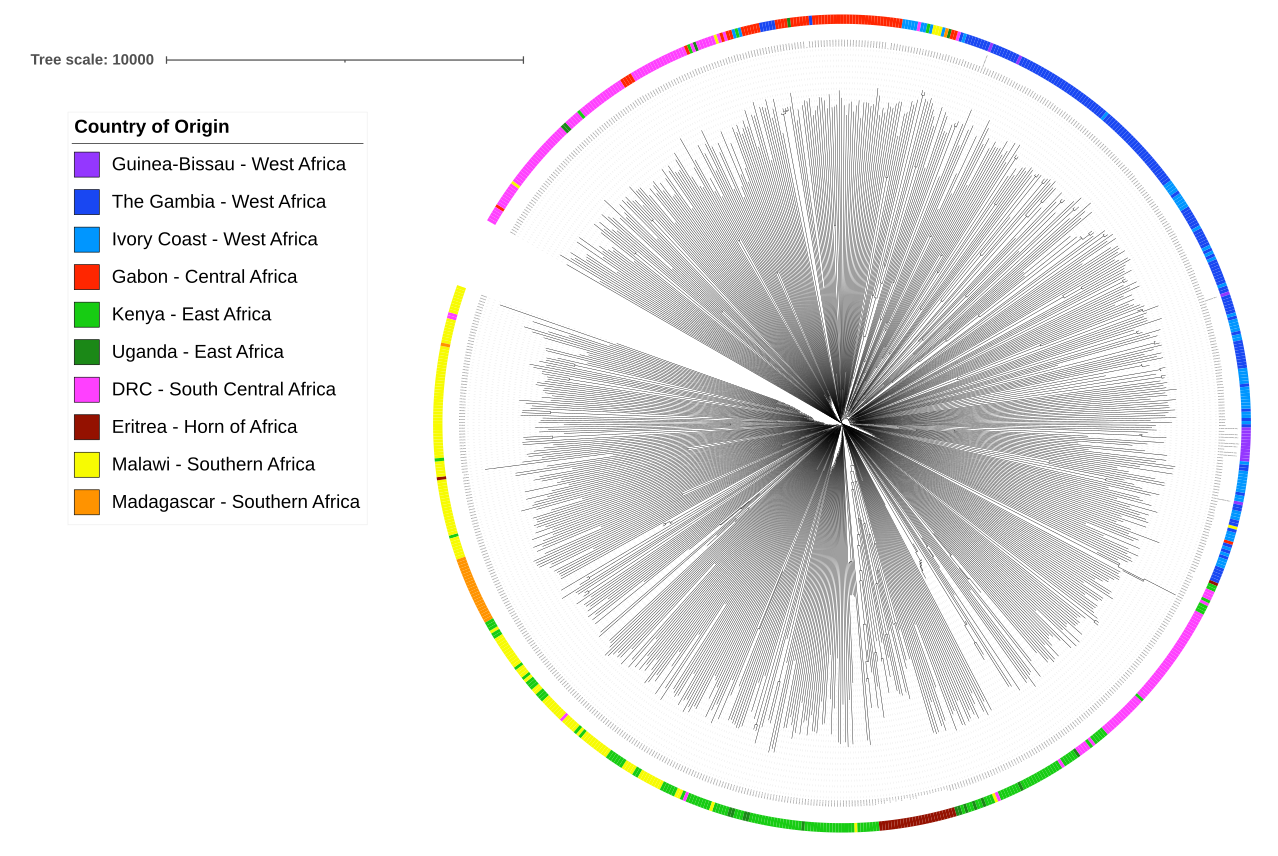 Tree scale: 10000
Country of Origin
Guinea-Bissau - West Africa
The Gambia - West Africa
Ivory Coast - West Africa
Gabon - Central Africa
Kenya - East Africa
Uganda - East Africa
DRC - South Central Africa
Eritrea - Horn of Africa
Malawi - Southern Africa
Madagascar - Southern Africa